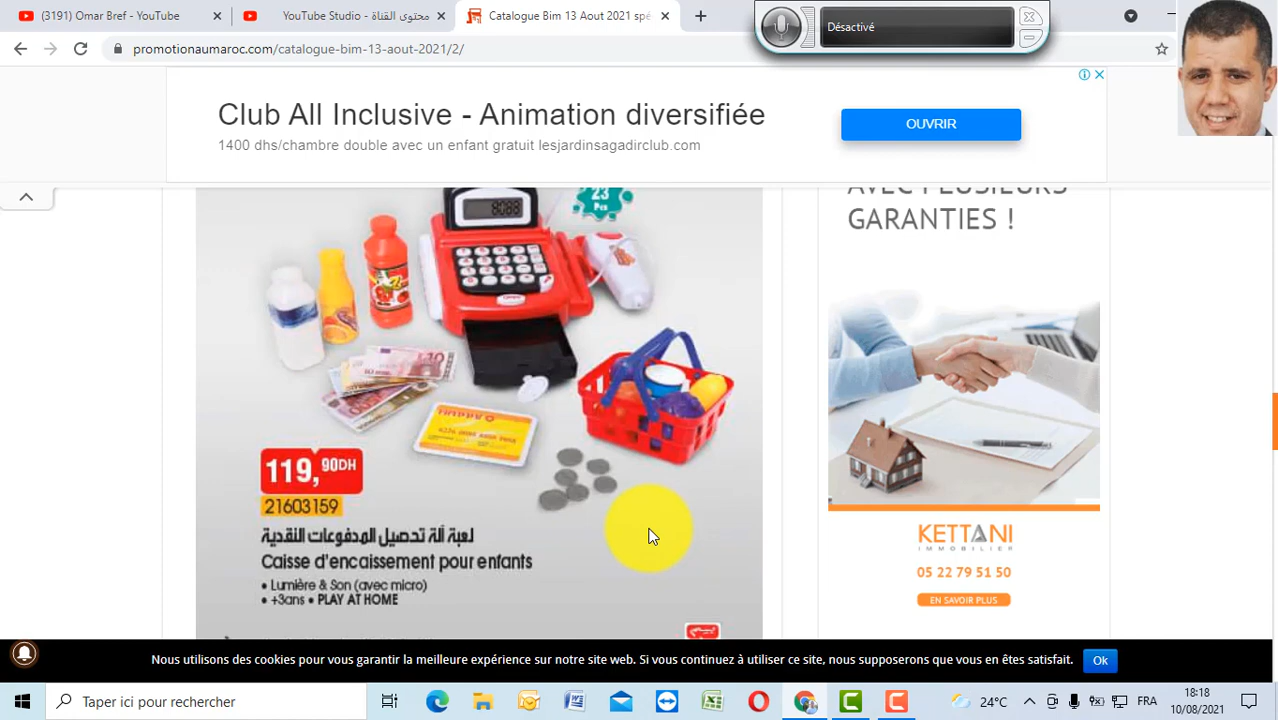 (3191) Omar Bref - YouTube
YouTube Studio - محتوى القناة
Catalogue Bim 13 Aout 2021 spé
Désactivé
promotionaumaroc.com/catalogue-bim-13-aout-2021/2/
Club All Inclusive - Animation diversifiée
1400 dhs/chambre double avec un enfant gratuit lesjardinsagadirclub.com
OUVRIR
AVEC PLUSIEURS
GARANTIES !
23
Pcs
8088
119,90DH
21603159
لعبة آلة تحصيل المدفوعات النقدية
Caisse d'encaissement pour enfants
• Lumière & Son (avec micro)
• +3ans • PLAY AT HOME
KETTANI
IMMOBILIER
05 22 79 51 50
EN SAVOIR PLUS
Nous utilisons des cookies pour vous garantir la meilleure expérience sur notre site web. Si vous continuez à utiliser ce site, nous supposerons que vous en êtes satisfait.
Ok
Taper ici pour rechercher
24°C
FRA
18:18
10/08/2021